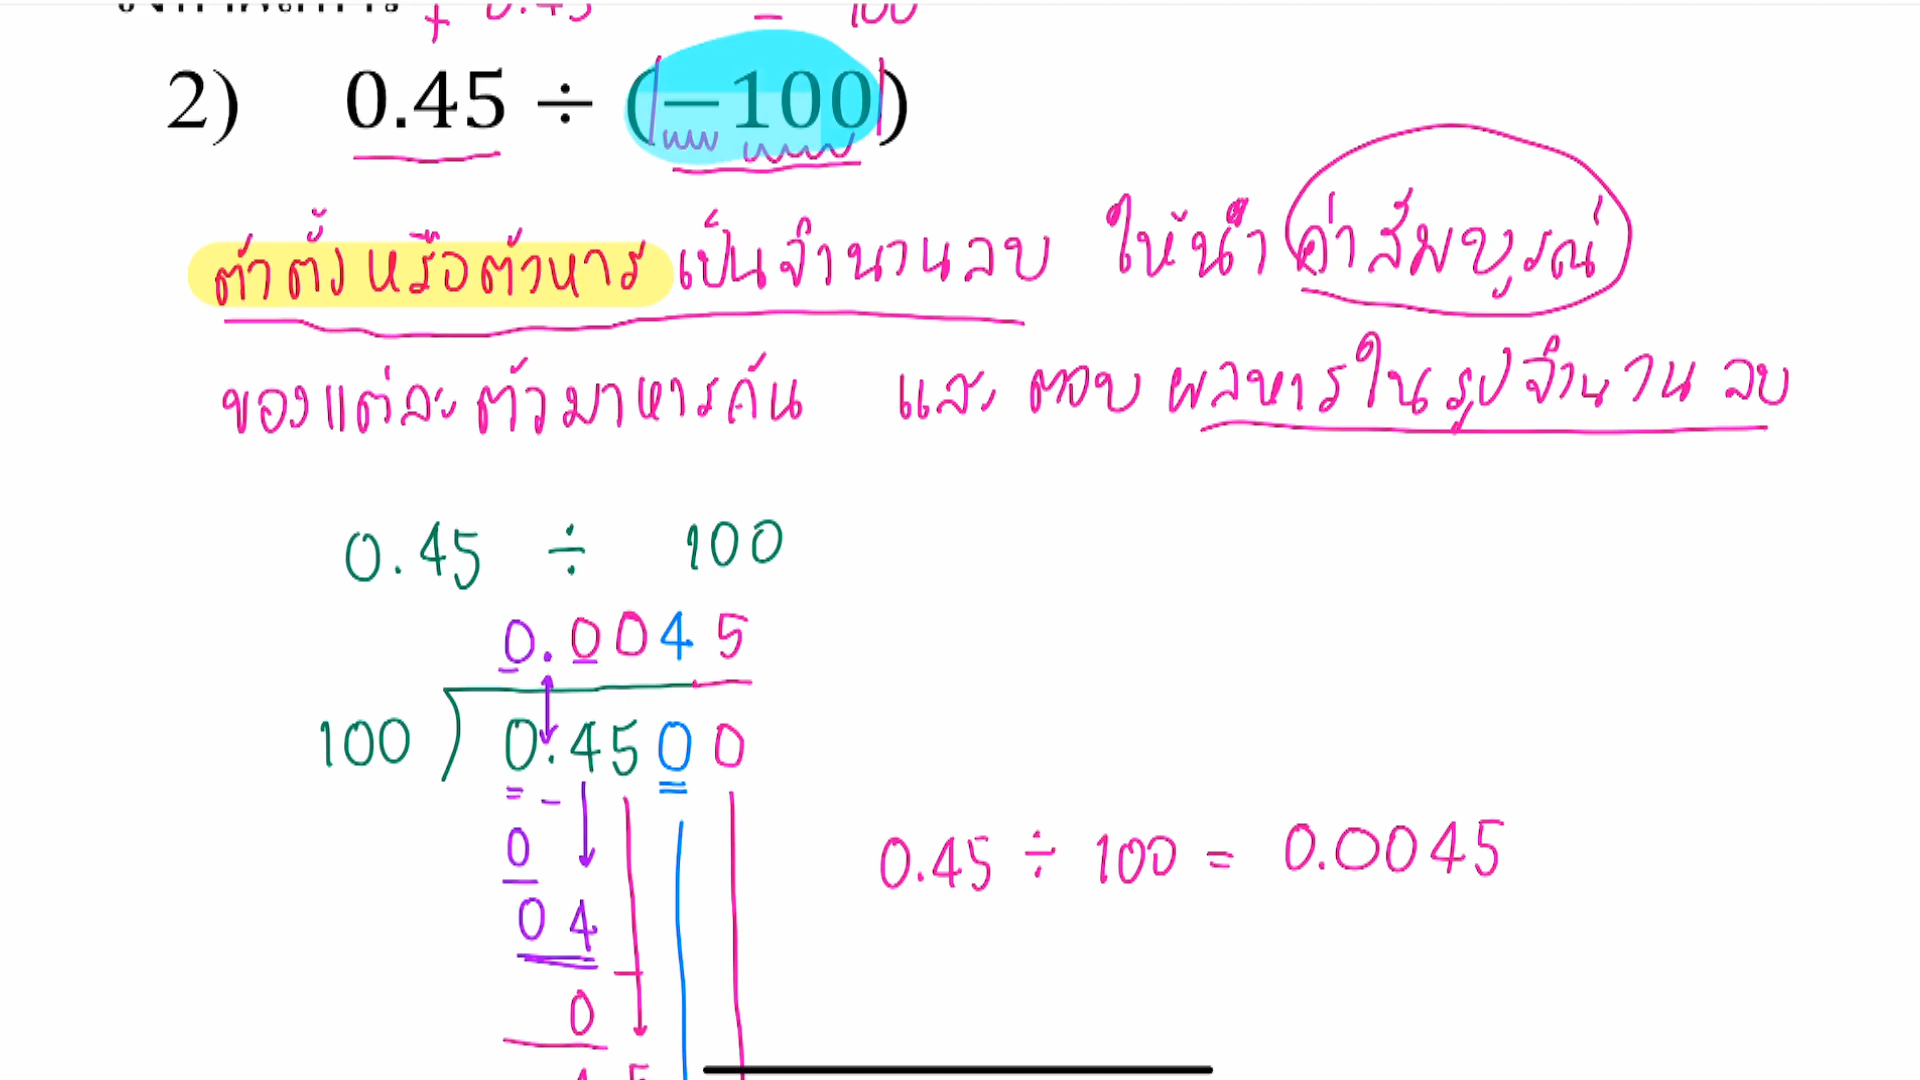 + 0.45 - 100
2) 0.45 ÷ (|−100|)
ตัวตั้งหรือตัวหาร เป็นจำนวนลบ ให้นำ ค่าสัมบูรณ์
ของแต่ละตัวมาหารกัน และ ตอบ ผลหารในรูปจำนวน ลบ
0.45 ÷ 100
0.0045
100 0.4500
0
04
0.45 ÷ 100 = 0.0045
0
45